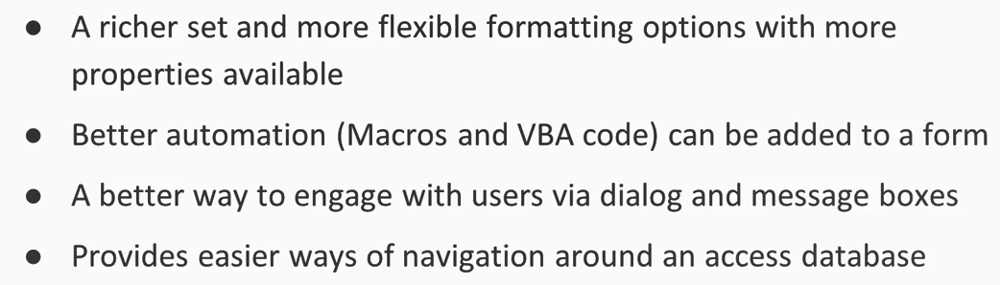 ● A richer set and more flexible formatting options with more
properties available
● Better automation (Macros and VBA code) can be added to a form
● A better way to engage with users via dialog and message boxes
● Provides easier ways of navigation around an access database